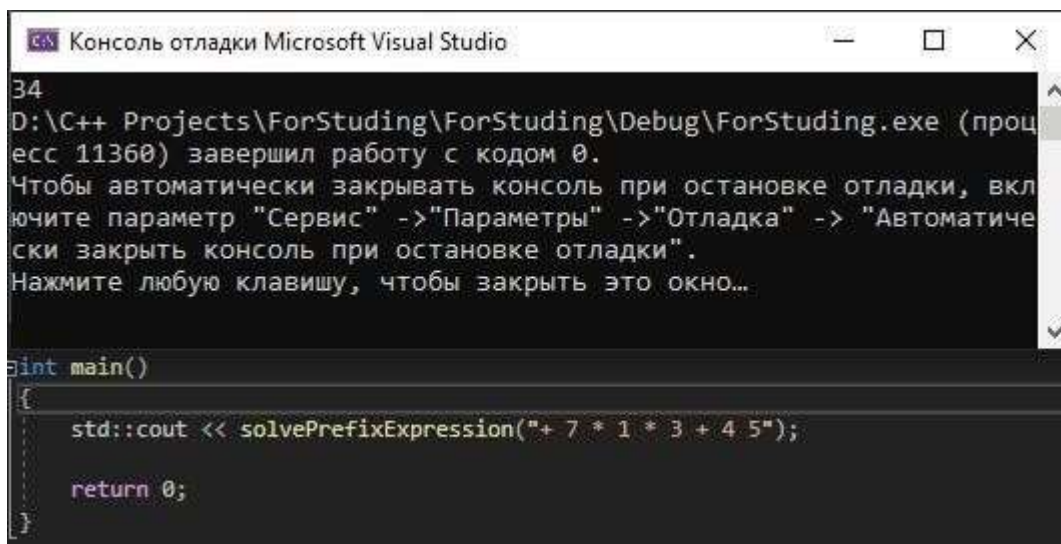 Консоль отладки Microsoft Visual Studio
34
D:\C++ Projects\ForStuding\ForStuding\Debug\ForStuding.exe (проц
есс 11360) завершил работу с кодом 0.
Чтобы автоматически закрывать консоль при остановке отладки, вкл
ючите параметр "Сервис" ->"Параметры" ->"Отладка" -> "Автоматиче
ски закрыть консоль при остановке отладки".
Нажмите любую клавишу, чтобы закрыть это окно…
int main()
{
std::cout << solvePrefixExpression("+ 7 * 1 * 3 + 4 5");
return 0;
}